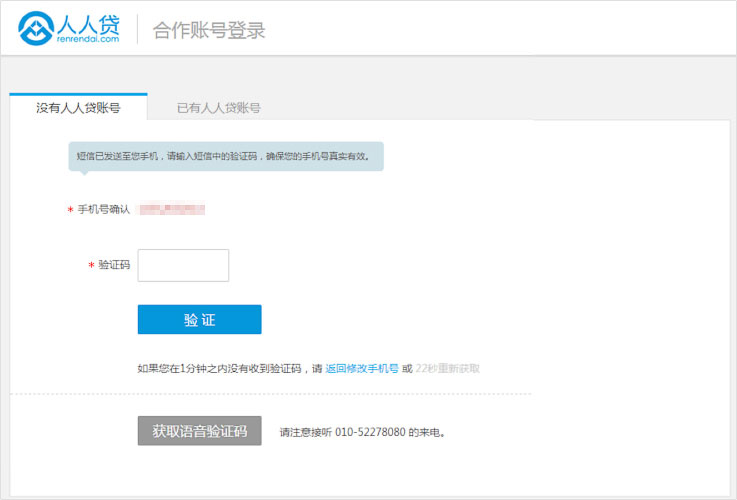 人人贷
renrendai.com
合作账号登录
没有人人贷账号 已有人人贷账号
短信已发送至您手机，请输入短信中的验证码，确保您的手机号真实有效。
* 手机号确认
* 验证码
验证
如果您在1分钟之内没有收到验证码，请 返回修改手机号 或 22秒重新获取
获取语音验证码 请注意接听 010-52278080 的来电。